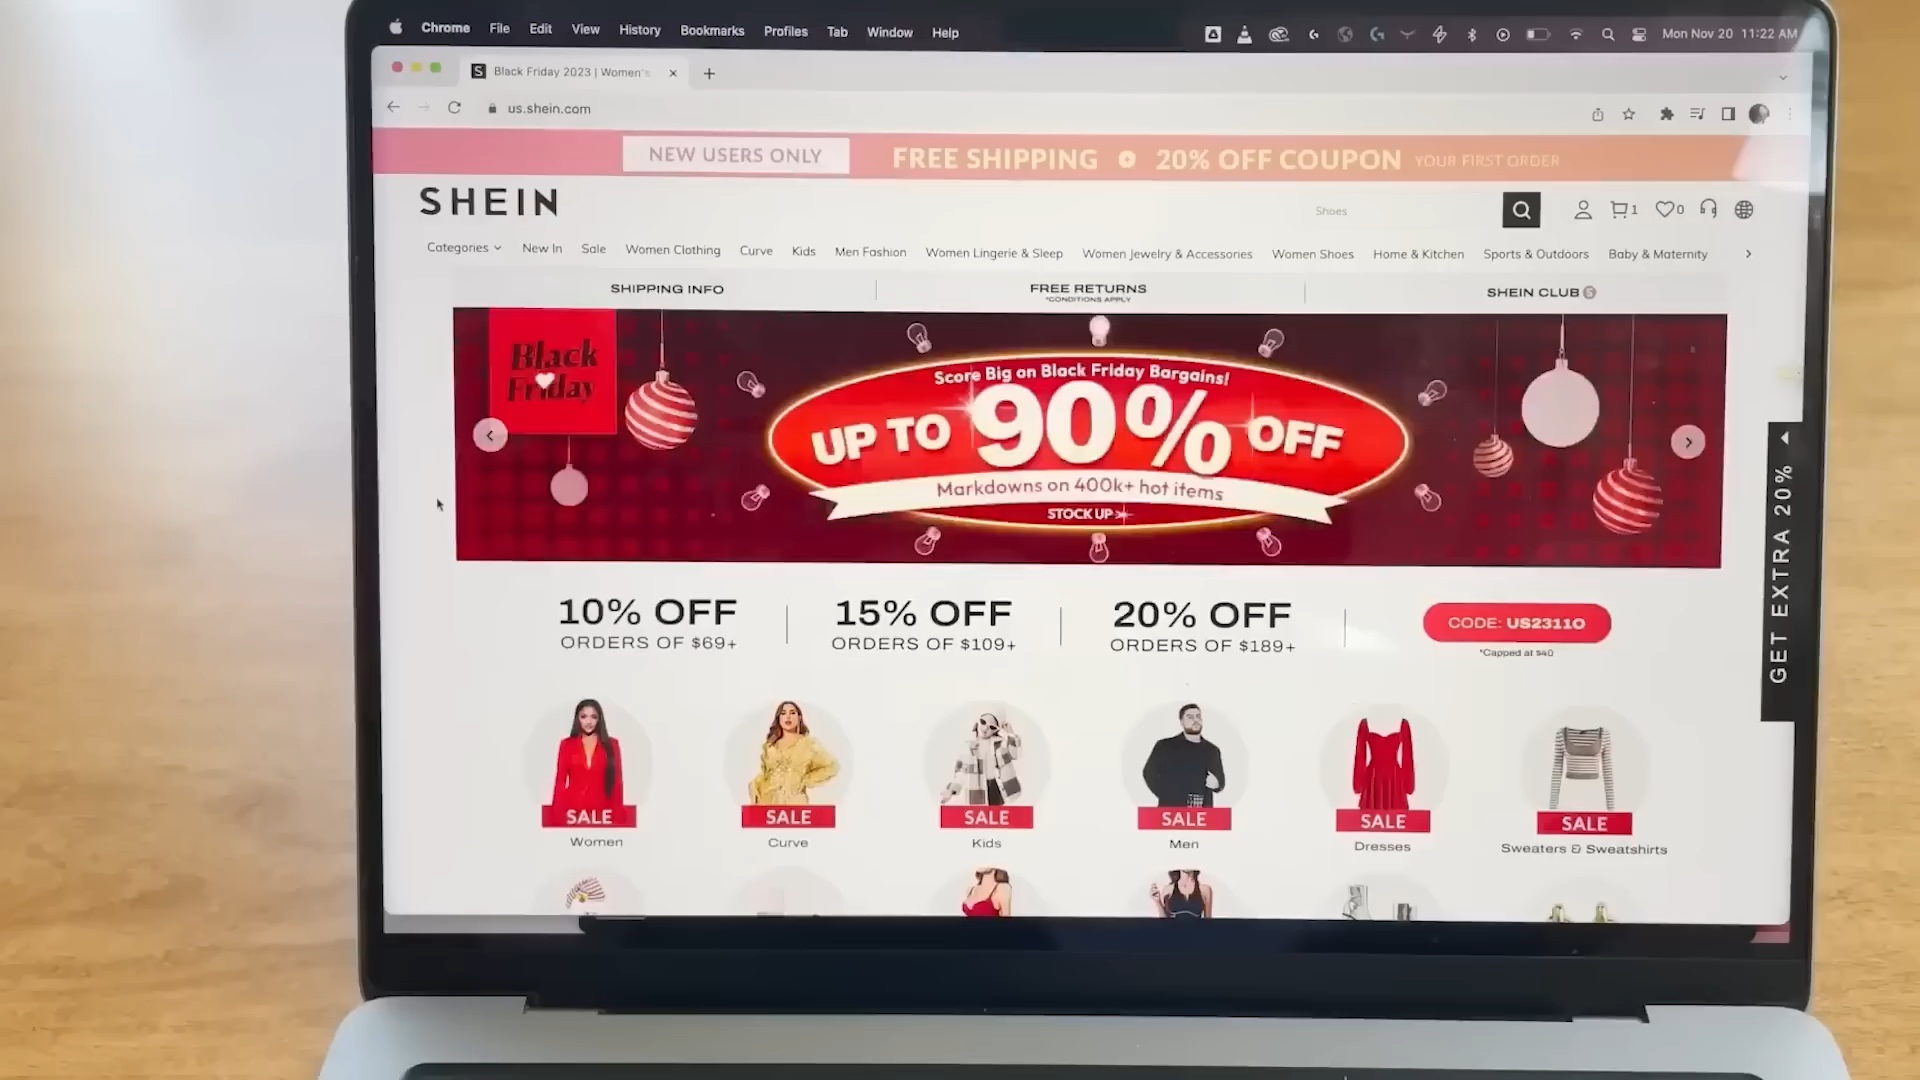 Chrome File Edit View History Bookmarks Profiles Tab Window Help
Mon Nov 20 11:22 AM
S Black Friday 2023 | Women's
us.shein.com
NEW USERS ONLY
FREE SHIPPING 20% OFF COUPON YOUR FIRST ORDER
SHEIN
Shoes
1
0
Categories New In Sale Women Clothing Curve Kids Men Fashion Women Lingerie & Sleep Women Jewelry & Accessories Women Shoes Home & Kitchen Sports & Outdoors Baby & Maternity
SHIPPING INFO
FREE RETURNS
*CONDITIONS APPLY
SHEIN CLUB S
Black
Friday
Score Big on Black Friday Bargains!
UP TO 90% OFF
Markdowns on 400k+ hot items
STOCK UP
GET EXTRA 20%
10% OFF
ORDERS OF $69+
15% OFF
ORDERS OF $109+
20% OFF
ORDERS OF $189+
CODE: US2311O
*Capped at $40
SALE
Women
SALE
Curve
SALE
Kids
SALE
Men
SALE
Dresses
SALE
Sweaters & Sweatshirts